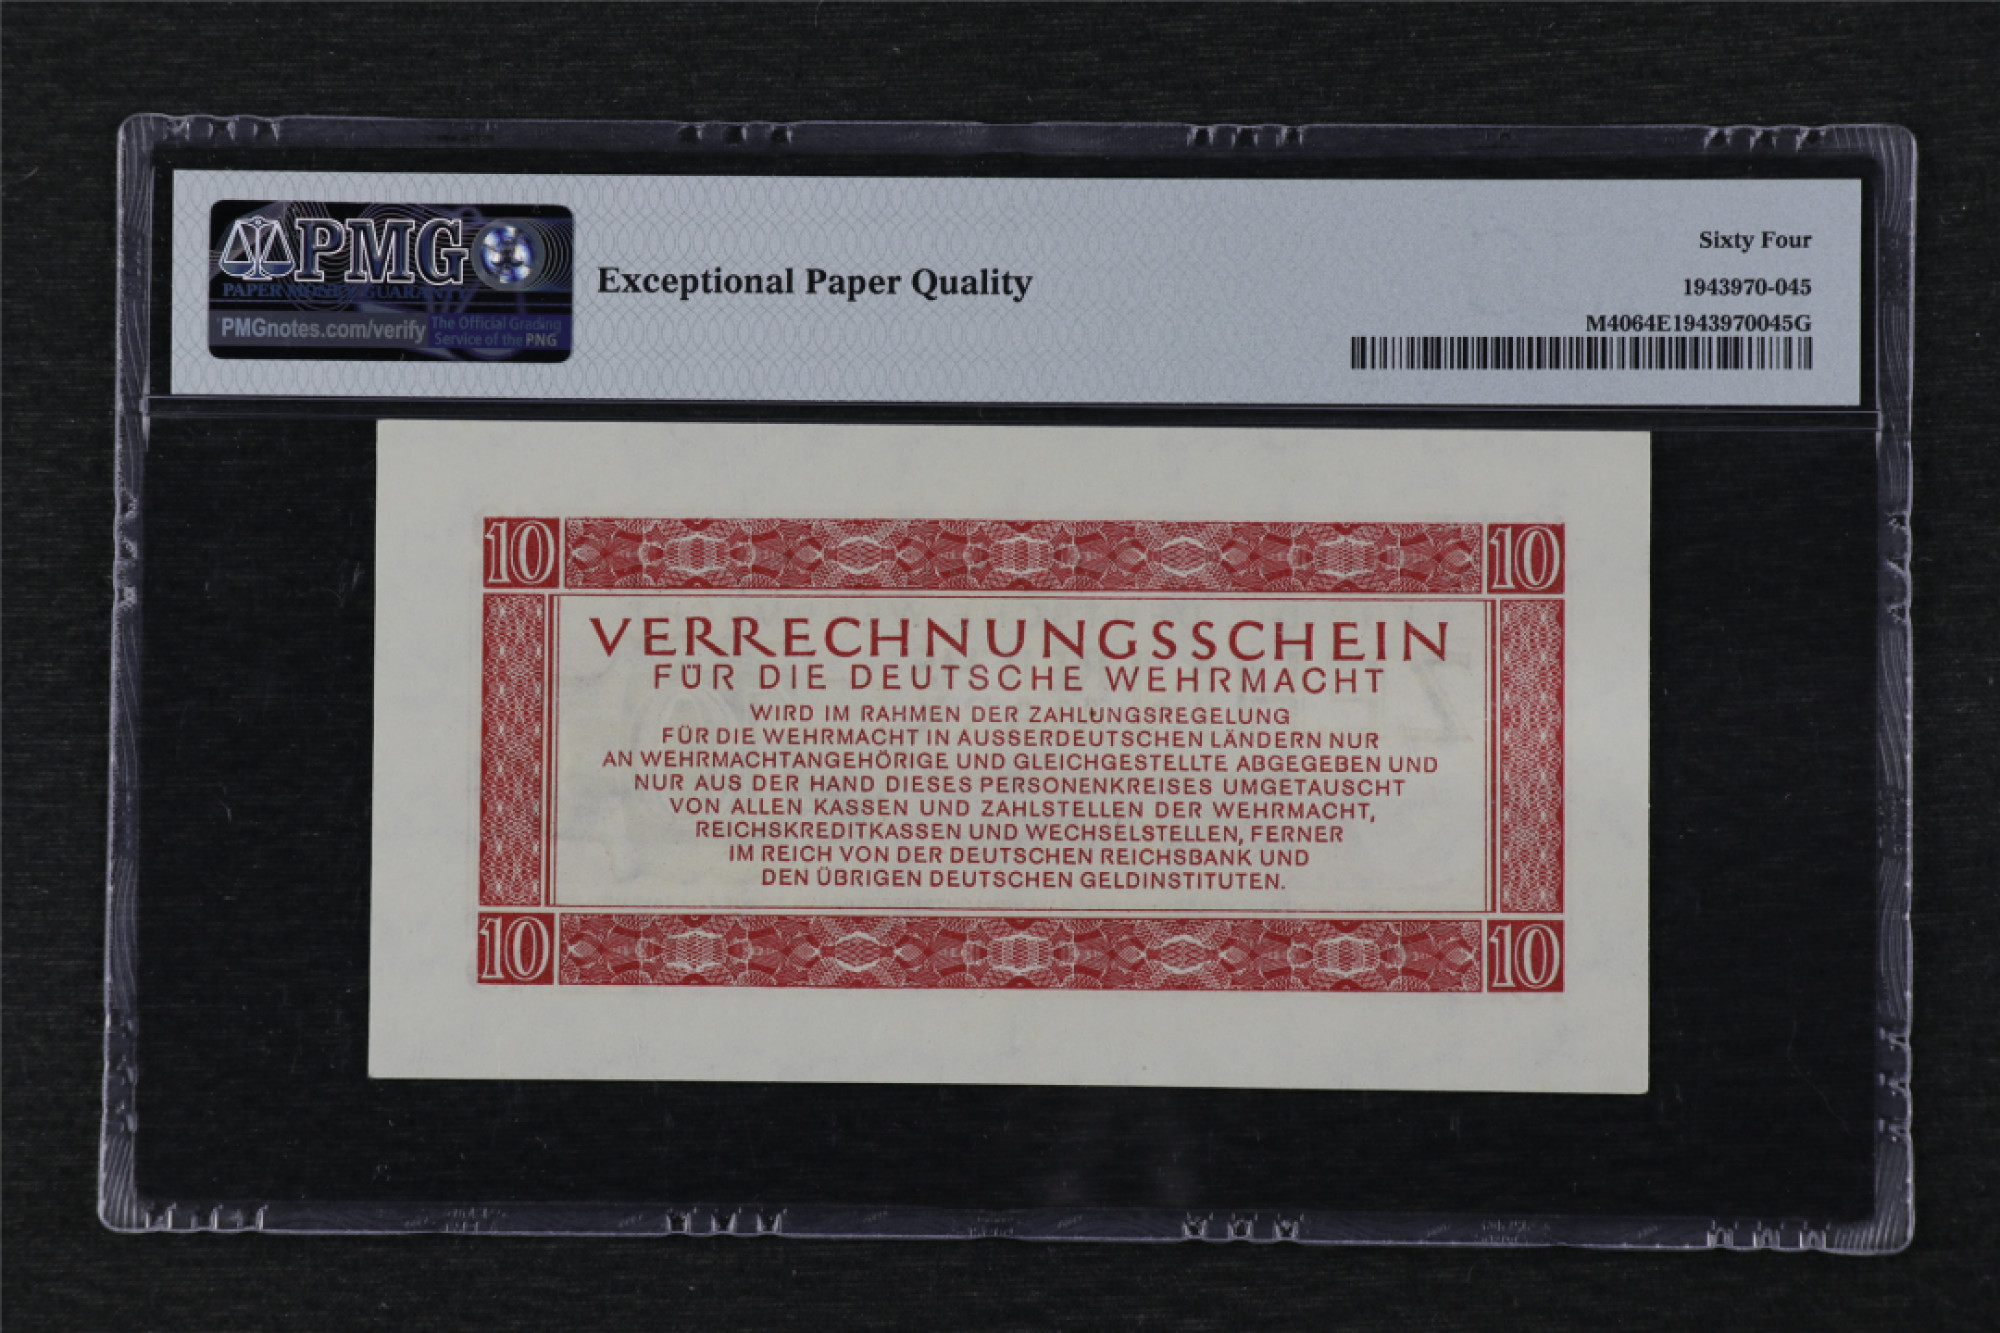 PMG
PAPER MONEY GUARANTY
PMGnotes.com/verify
The Official Grading
Service of the PNG
Exceptional Paper Quality
Sixty Four
1943970-045
M4064E1943970045G
10 10
VERRECHNUNGSSCHEIN
FÜR DIE DEUTSCHE WEHRMACHT
WIRD IM RAHMEN DER ZAHLUNGSREGELUNG
FÜR DIE WEHRMACHT IN AUSSERDEUTSCHEN LÄNDERN NUR
AN WEHRMACHTANGEHÖRIGE UND GLEICHGESTELLTE ABGEGEBEN UND
NUR AUS DER HAND DIESES PERSONENKREISES UMGETAUSCHT
VON ALLEN KASSEN UND ZAHLSTELLEN DER WEHRMACHT,
REICHSKREDITKASSEN UND WECHSELSTELLEN, FERNER
IM REICH VON DER DEUTSCHEN REICHSBANK UND
DEN ÜBRIGEN DEUTSCHEN GELDINSTITUTEN.
10 10